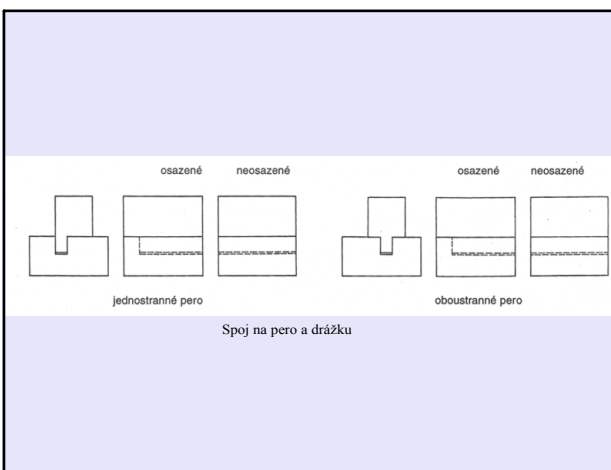 osazené neosazené osazené neosazené
jednostranné pero oboustranné pero
Spoj na pero a drážku